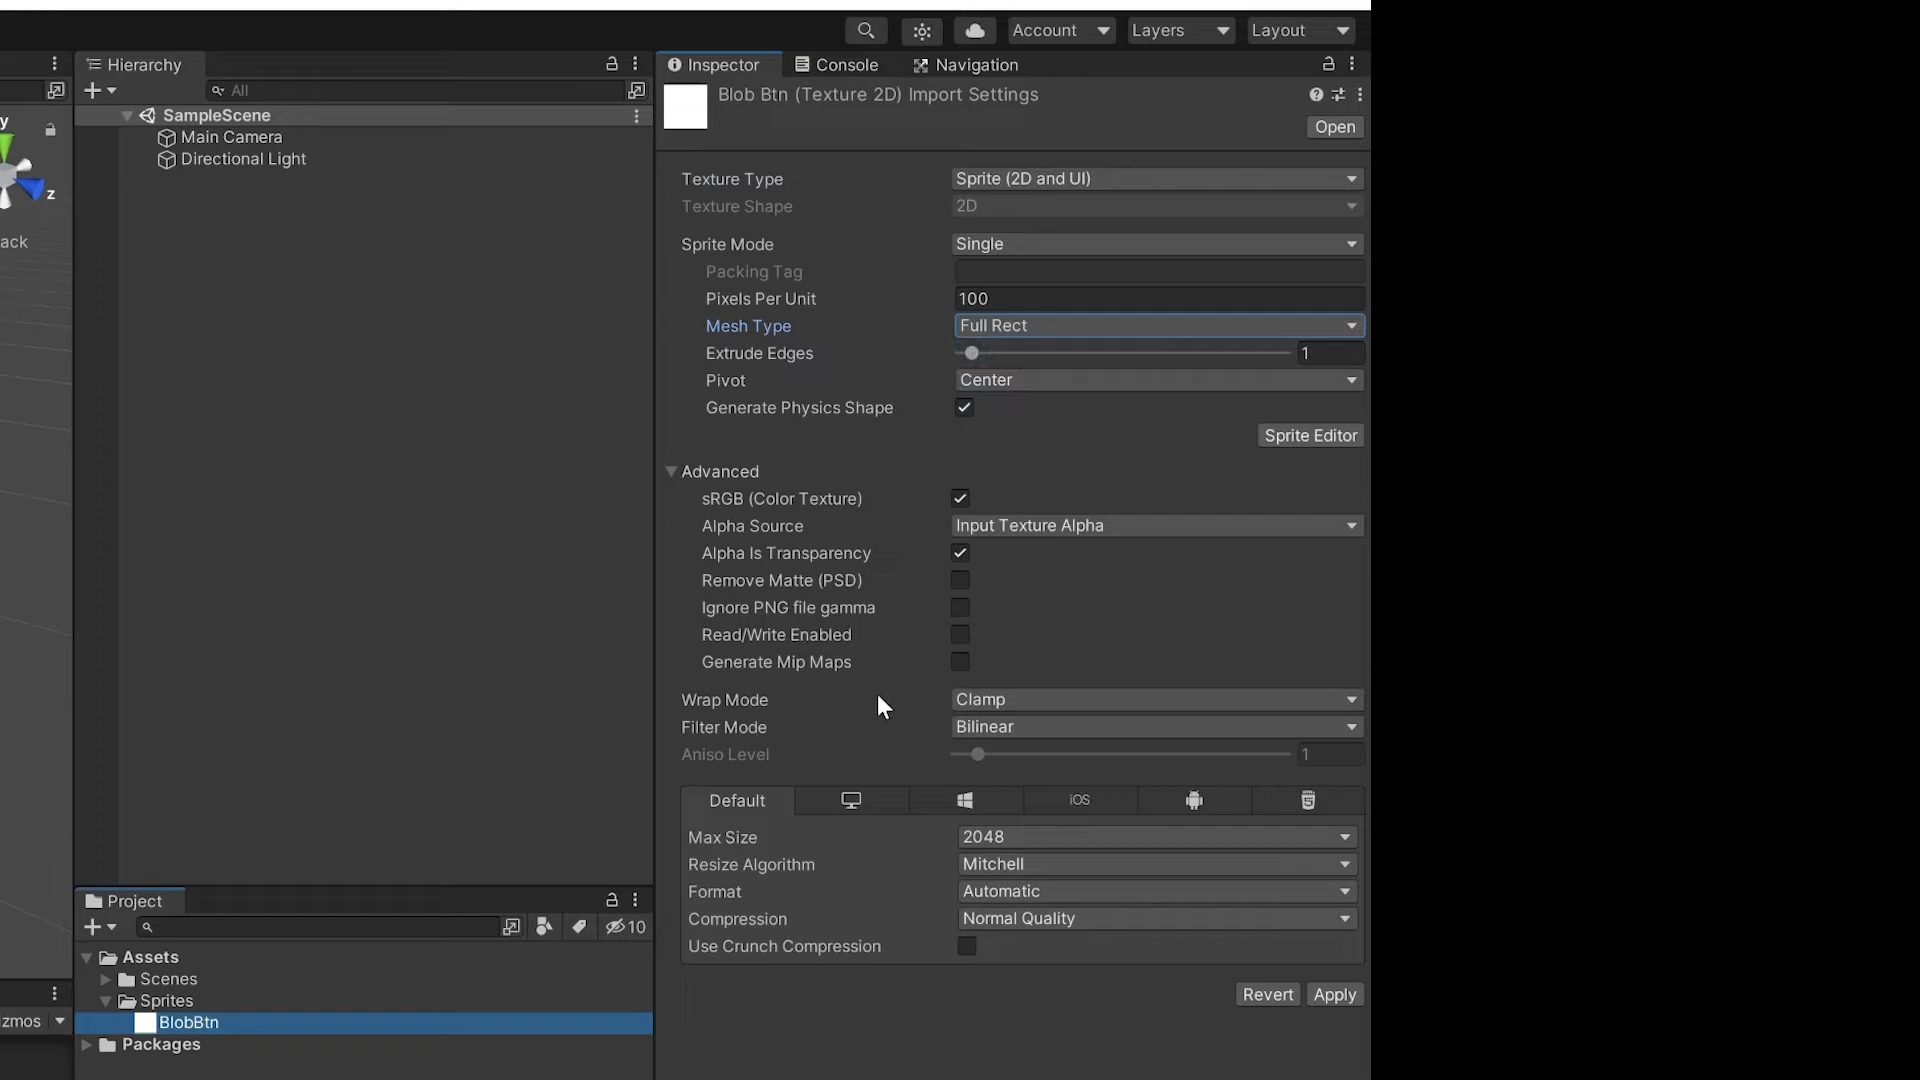 Account Layers Layout
Hierarchy
All
SampleScene
Main Camera
Directional Light
y
z
ack
Inspector Console Navigation
Blob Btn (Texture 2D) Import Settings
Open
Texture Type Sprite (2D and UI)
Texture Shape 2D
Sprite Mode Single
Packing Tag
Pixels Per Unit 100
Mesh Type Full Rect
Extrude Edges 1
Pivot Center
Generate Physics Shape
Sprite Editor
Advanced
sRGB (Color Texture)
Alpha Source Input Texture Alpha
Alpha Is Transparency
Remove Matte (PSD)
Ignore PNG file gamma
Read/Write Enabled
Generate Mip Maps
Wrap Mode Clamp
Filter Mode Bilinear
Aniso Level 1
Default iOS
Max Size 2048
Resize Algorithm Mitchell
Format Automatic
Compression Normal Quality
Use Crunch Compression
Revert Apply
Project
10
Assets
Scenes
Sprites
BlobBtn
Packages
izmos